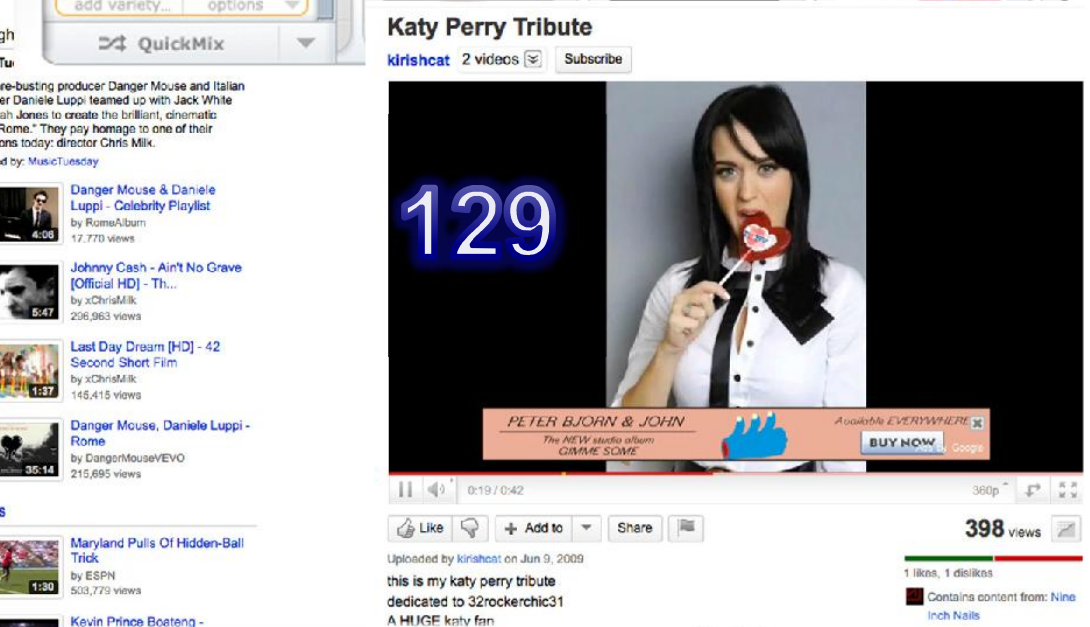 add variety... options
QuickMix
re-busting producer Danger Mouse and Italian
er Daniele Luppi teamed up with Jack White
ah Jones to create the brilliant, cinematic
Rome." They pay homage to one of their
ons today: director Chris Milk.
d by: MusicTuesday
Danger Mouse & Daniele
Luppi - Celebrity Playlist
by RomeAlbum
4:06
17,770 views
Johnny Cash - Ain't No Grave
[Official HD] - Th...
by xChrisMilk
5:47
296,963 views
Last Day Dream [HD] - 42
Second Short Film
by xChrisMilk
1:37
145,415 views
Danger Mouse, Daniele Luppi -
Rome
by DangerMouseVEVO
35:14
215,695 views
s
Maryland Pulls Of Hidden-Ball
Trick
by ESPN
1:30
503,779 views
Kevin Prince Boateng -
Katy Perry Tribute
kirishcat 2 videos Subscribe
129
PETER BJORN & JOHN
The NEW studio album
GIMME SOME
Available EVERYWHERE
BUY NOW
Ads by Google
0:19 / 0:42 360p
Like + Add to Share
398 views
Uploaded by kirishcat on Jun 9, 2009
this is my katy perry tribute
dedicated to 32rockerchic31
A HUGE katy fan
1 likes, 1 dislikes
Contains content from: Nine
Inch Nails